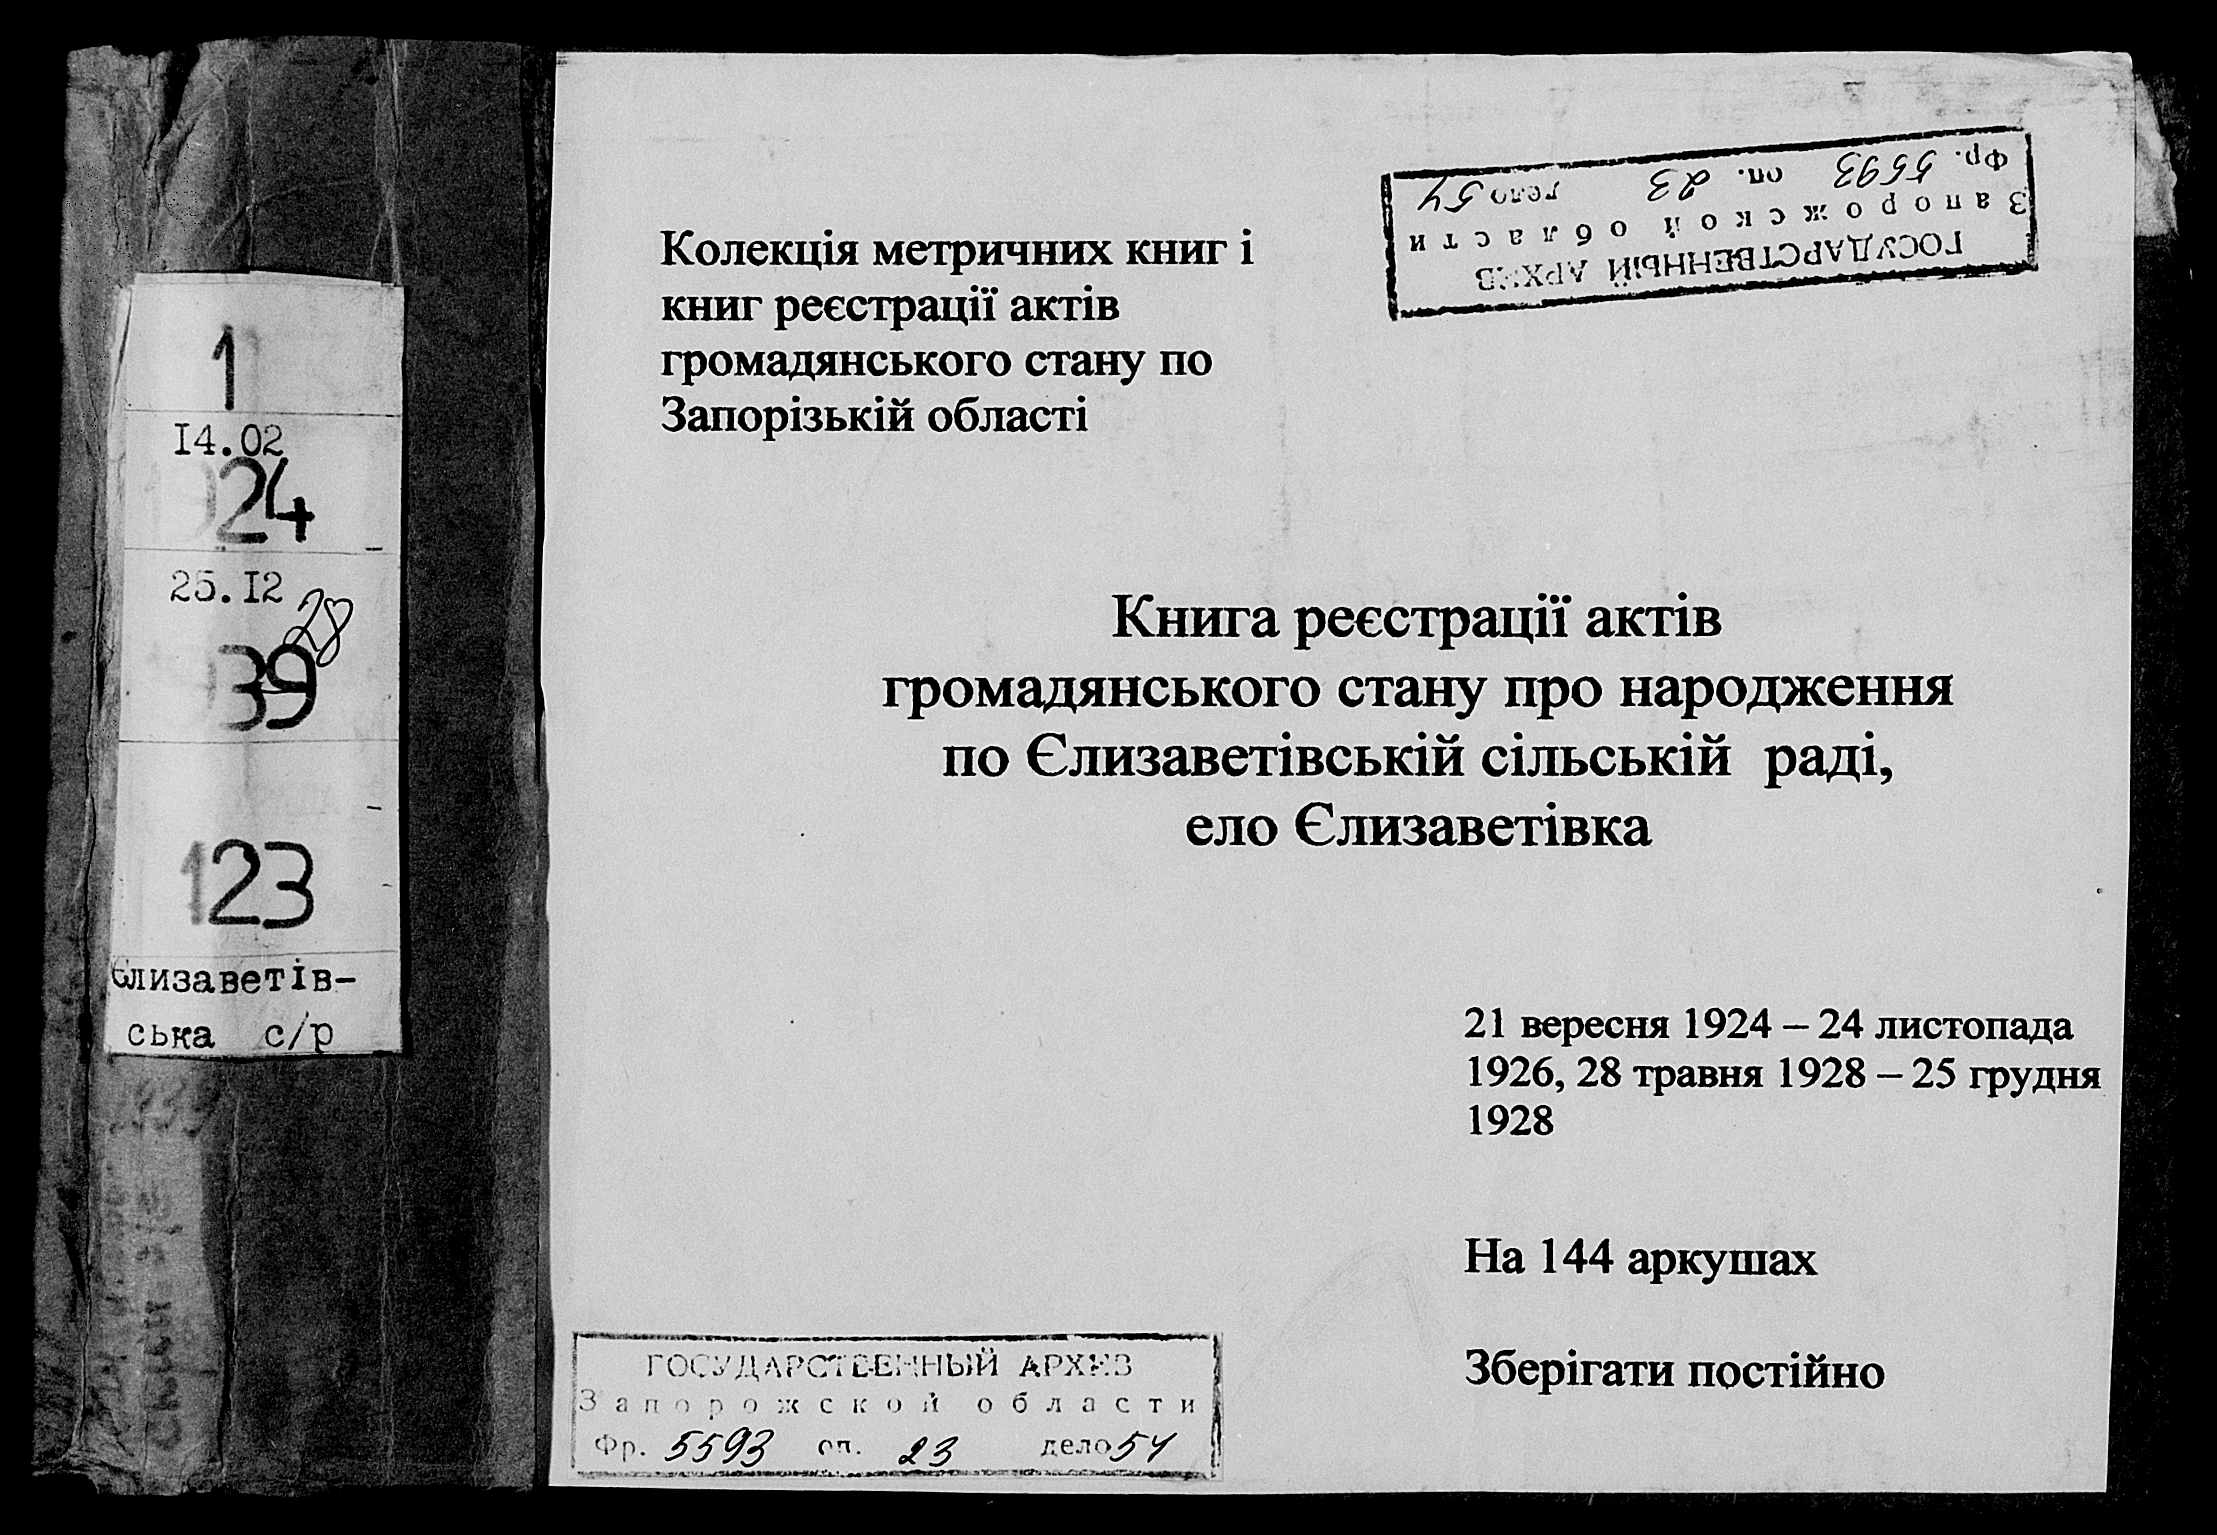 1
14.02
24
25.12
28
39
123
Єлизаветів-
ська с/р
Колекція метричних книг і
книг реєстрації актів
громадянського стану по
Запорізькій області
ГОСУДАРСТВЕННЫЙ АРХИВ
Запорожской области
Фр. 5593 оп. 23 дело 54
Книга реєстрації актів
громадянського стану про народження
по Єлизаветівській сільській раді,
ело Єлизаветівка
21 вересня 1924 – 24 листопада
1926, 28 травня 1928 – 25 грудня
1928
На 144 аркушах
Зберігати постійно
ГОСУДАРСТВЕННЫЙ АРХИВ
Запорожской области
Фр. 5593 оп. 23 дело 54